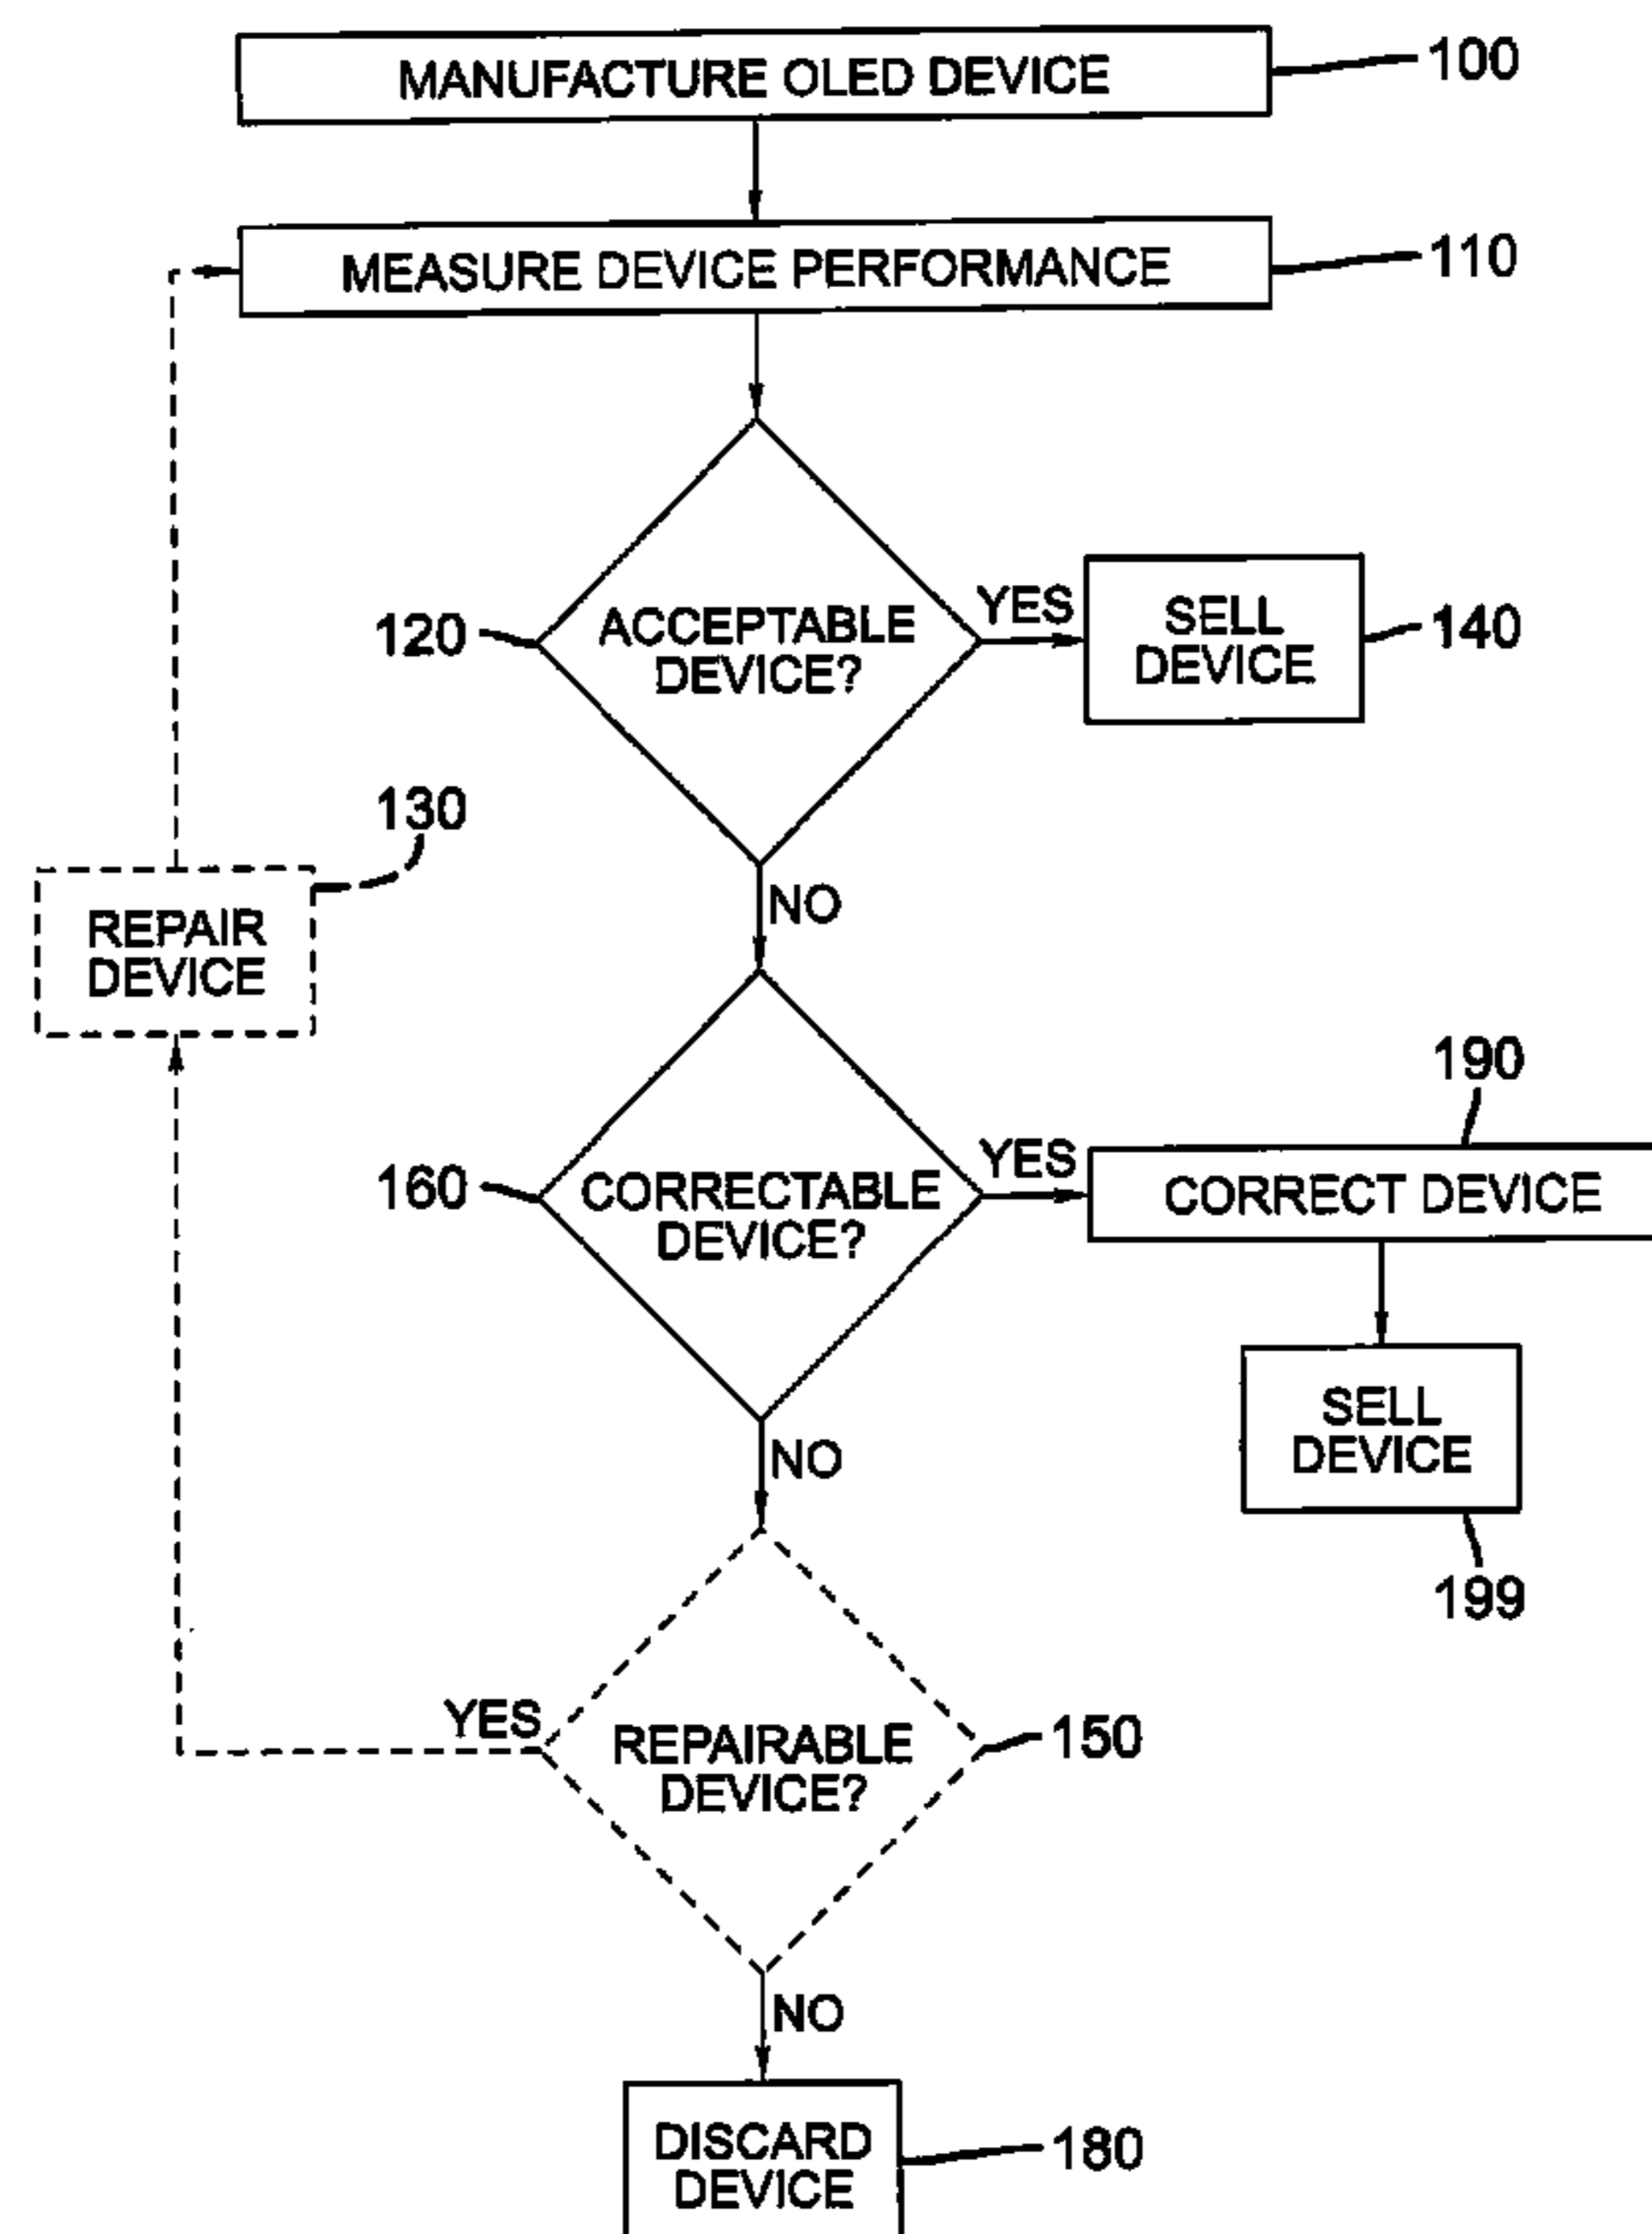 MANUFACTURE OLED DEVICE
100
MEASURE DEVICE PERFORMANCE
110
120
ACCEPTABLE
DEVICE?
YES
SELL
DEVICE
140
130
NO
REPAIR
DEVICE
190
160
CORRECTABLE
DEVICE?
YES
CORRECT DEVICE
NO
SELL
DEVICE
199
YES
REPAIRABLE
DEVICE?
150
NO
DISCARD
DEVICE
180